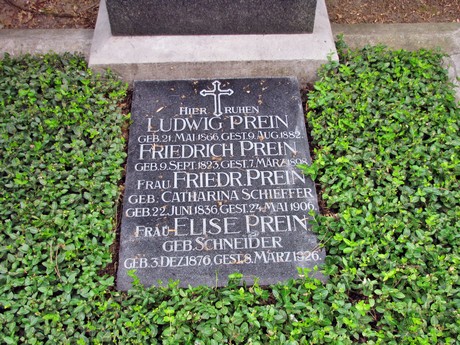 HIER RUHEN
LUDWIG PREIN
GEB. 21. MAI 1866 GEST. 9. AUG. 1882.
FRIEDRICH PREIN
GEB. 9. SEPT. 1823 GEST. 7. MÄRZ 1898.
FRAU FRIEDR. PREIN
GEB. CATHARINA SCHIEFFER
GEB. 22. JUNI 1836 GEST. 24. MAI 1906.
FRAU ELISE PREIN
GEB. SCHNEIDER
GEB. 3. DEZ. 1876. GEST. 8. MÄRZ 1926.